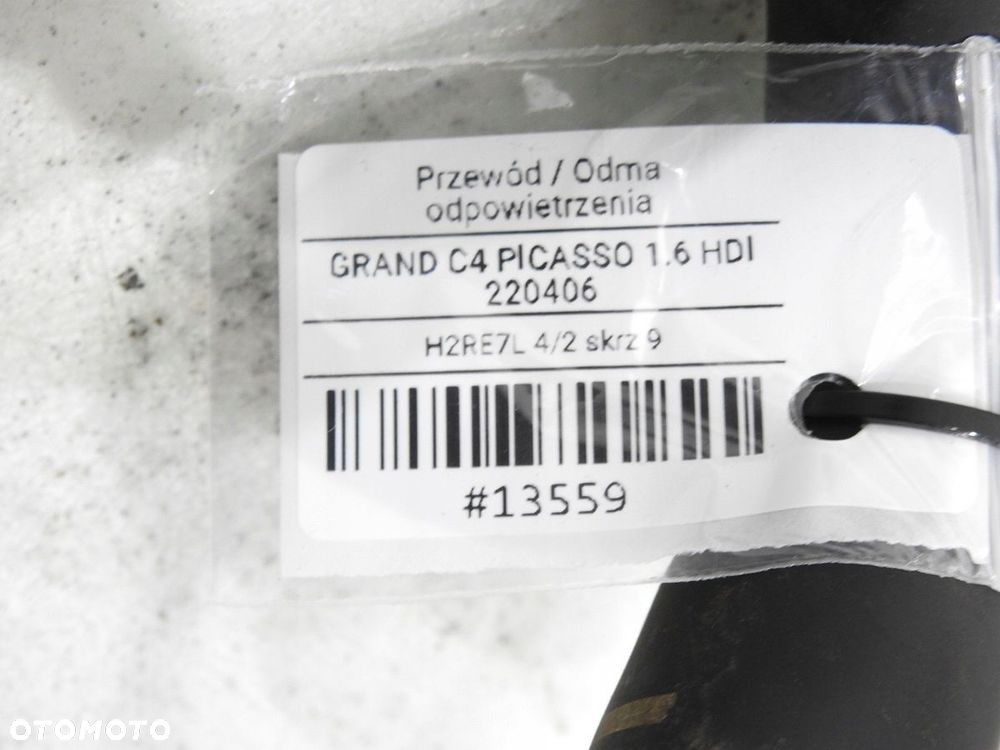 Przewód / Odma
odpowietrzenia
GRAND C4 PICASSO 1.6 HDI
220406
H2RE7L 4/2 skrz 9
#13559
OTOMOTO